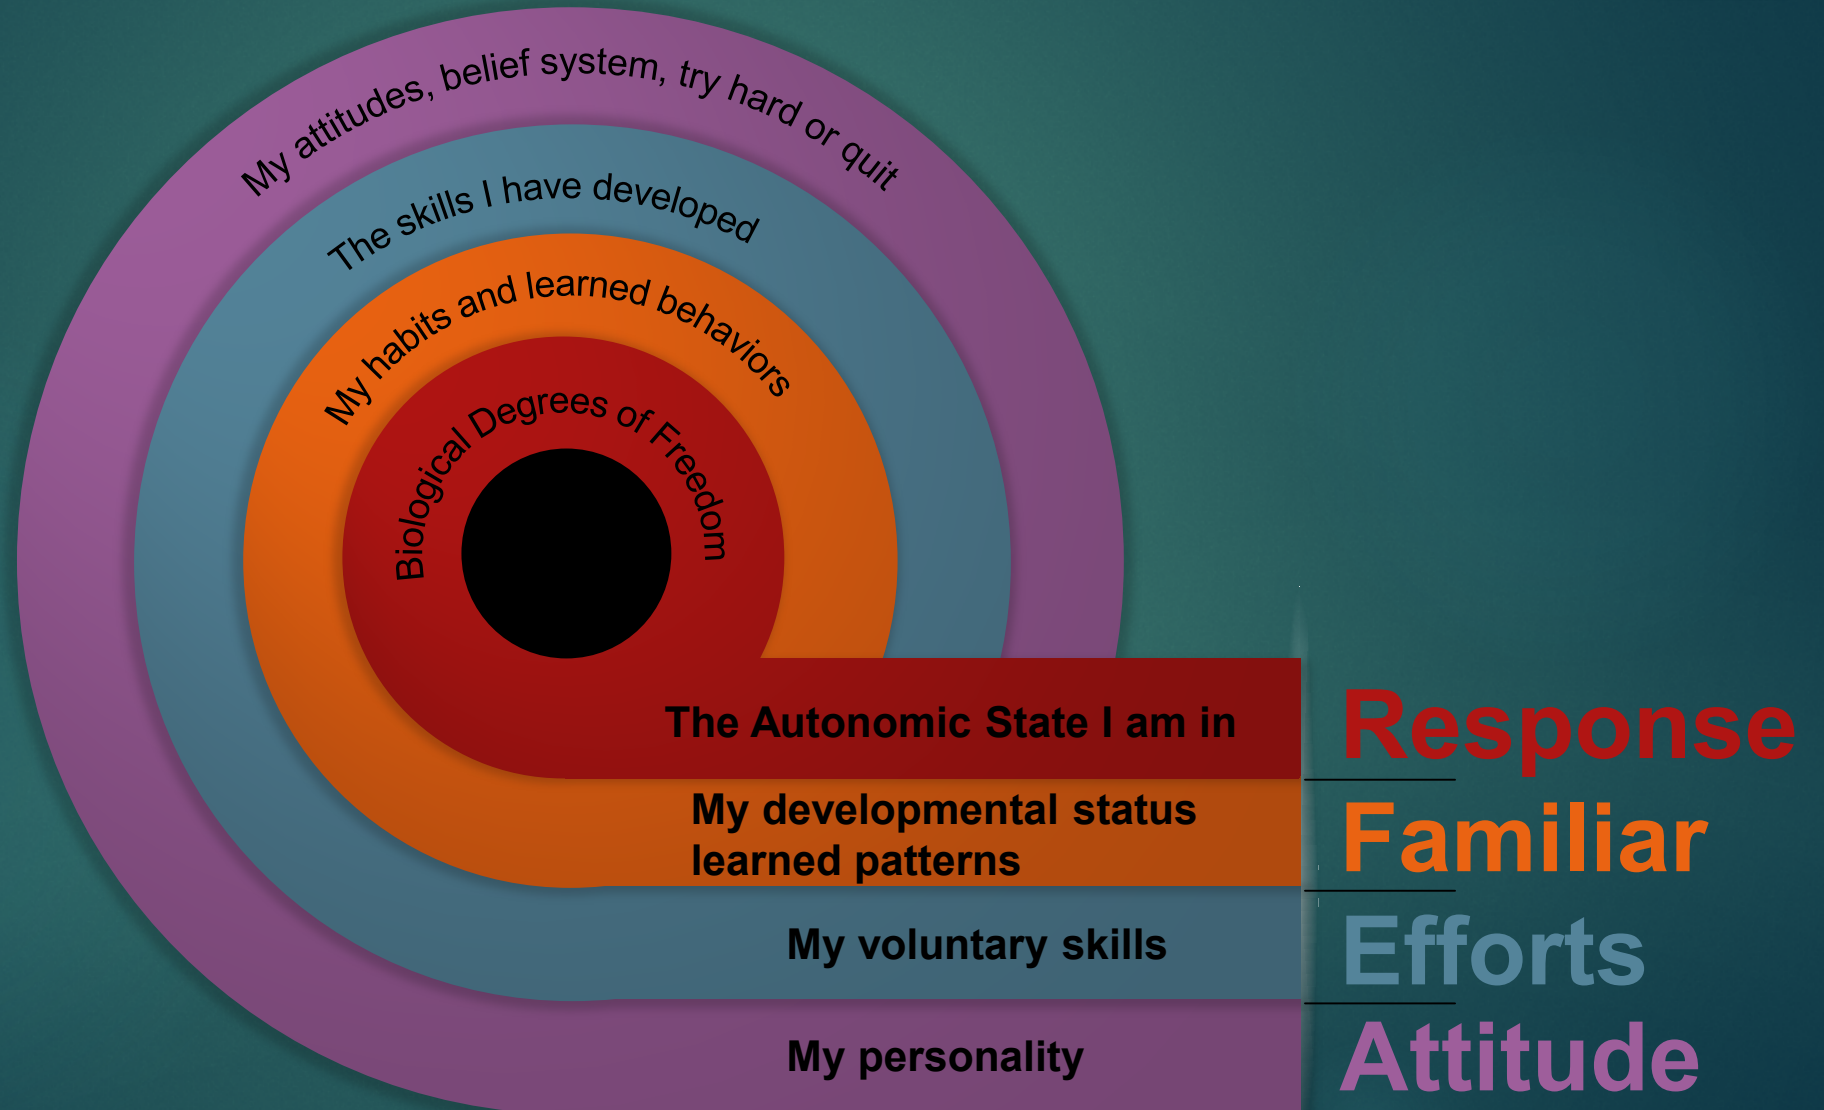 My attitudes, belief system, try hard or quit
The skills I have developed
My habits and learned behaviors
Biological Degrees of Freedom
The Autonomic State I am in
Response
My developmental status
learned patterns
Familiar
My voluntary skills
Efforts
My personality
Attitude